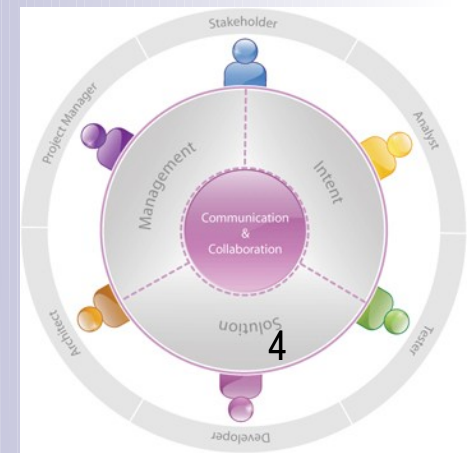 Stakeholder
Project Manager
Analyst
Management
Intent
Communication
&
Collaboration
Solution
4
Architect
Tester
Developer